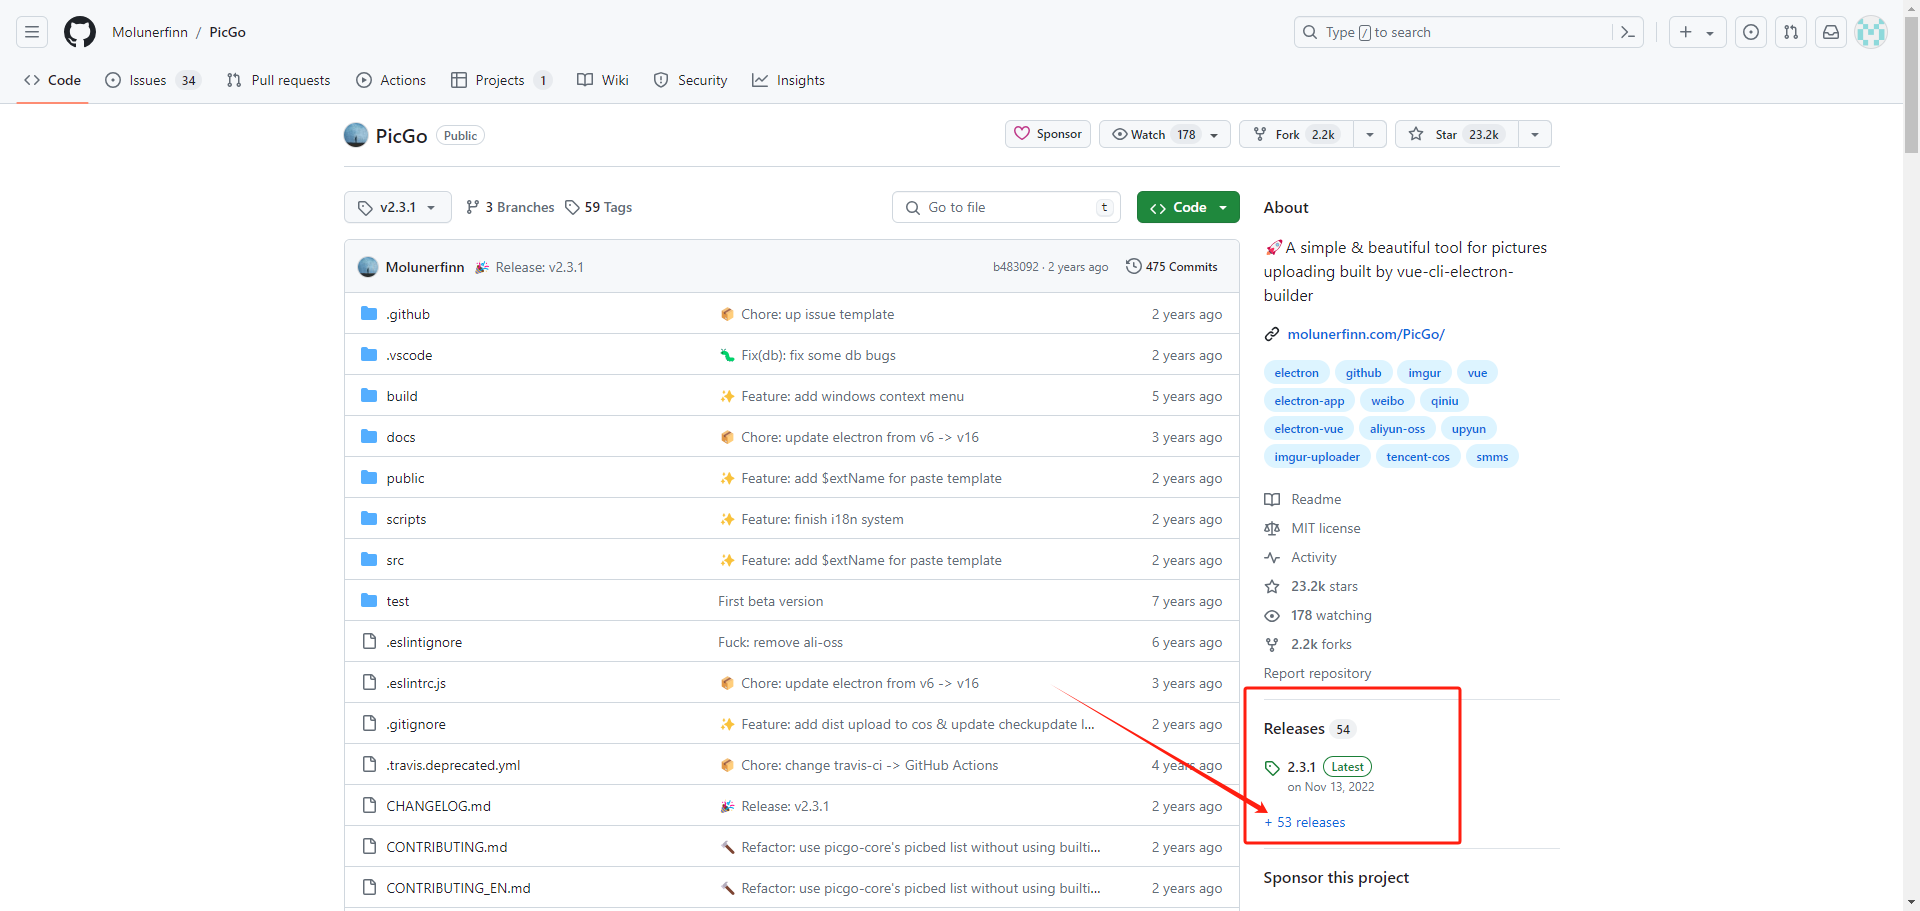 Molunerfinn / PicGo
Type / to search
Code
Issues 34
Pull requests
Actions
Projects 1
Wiki
Security
Insights
PicGo Public
Sponsor
Watch 178
Fork 2.2k
Star 23.2k
v2.3.1
3 Branches
59 Tags
Go to file t
Code
Molunerfinn Release: v2.3.1 b483092 · 2 years ago 475 Commits
.github Chore: up issue template 2 years ago
.vscode Fix(db): fix some db bugs 2 years ago
build Feature: add windows context menu 5 years ago
docs Chore: update electron from v6 -> v16 3 years ago
public Feature: add $extName for paste template 2 years ago
scripts Feature: finish i18n system 2 years ago
src Feature: add $extName for paste template 2 years ago
test First beta version 7 years ago
.eslintignore Fuck: remove ali-oss 6 years ago
.eslintrc.js Chore: update electron from v6 -> v16 3 years ago
.gitignore Feature: add dist upload to cos & update checkupdate l... 2 years ago
.travis.deprecated.yml Chore: change travis-ci -> GitHub Actions 4 years ago
CHANGELOG.md Release: v2.3.1 2 years ago
CONTRIBUTING.md Refactor: use picgo-core's picbed list without using builti... 2 years ago
CONTRIBUTING_EN.md Refactor: use picgo-core's picbed list without using builti... 2 years ago
About
🚀A simple & beautiful tool for pictures
uploading built by vue-cli-electron-
builder
molunerfinn.com/PicGo/
electron github imgur vue
electron-app weibo qiniu
electron-vue aliyun-oss upyun
imgur-uploader tencent-cos smms
Readme
MIT license
Activity
23.2k stars
178 watching
2.2k forks
Report repository
Releases 54
2.3.1 Latest
on Nov 13, 2022
+ 53 releases
Sponsor this project